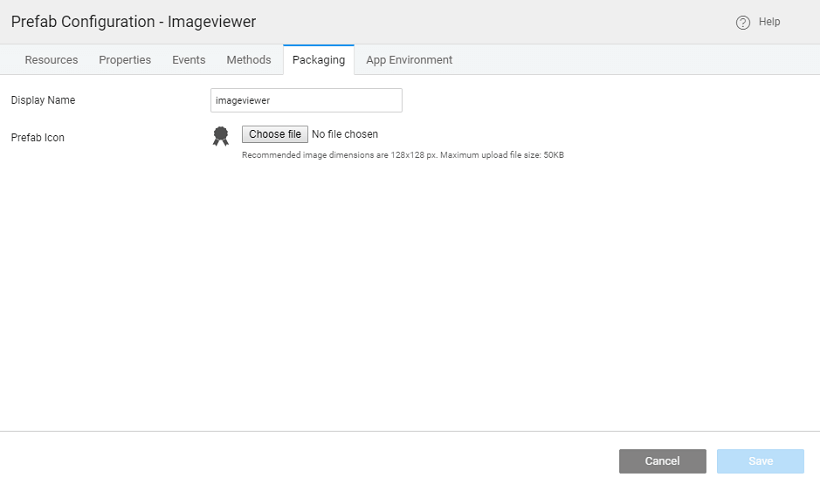 Prefab Configuration - Imageviewer
Help
Resources Properties Events Methods Packaging App Environment
Display Name imageviewer
Prefab Icon Choose file No file chosen
Recommended image dimensions are 128x128 px. Maximum upload file size: 50KB
Cancel Save